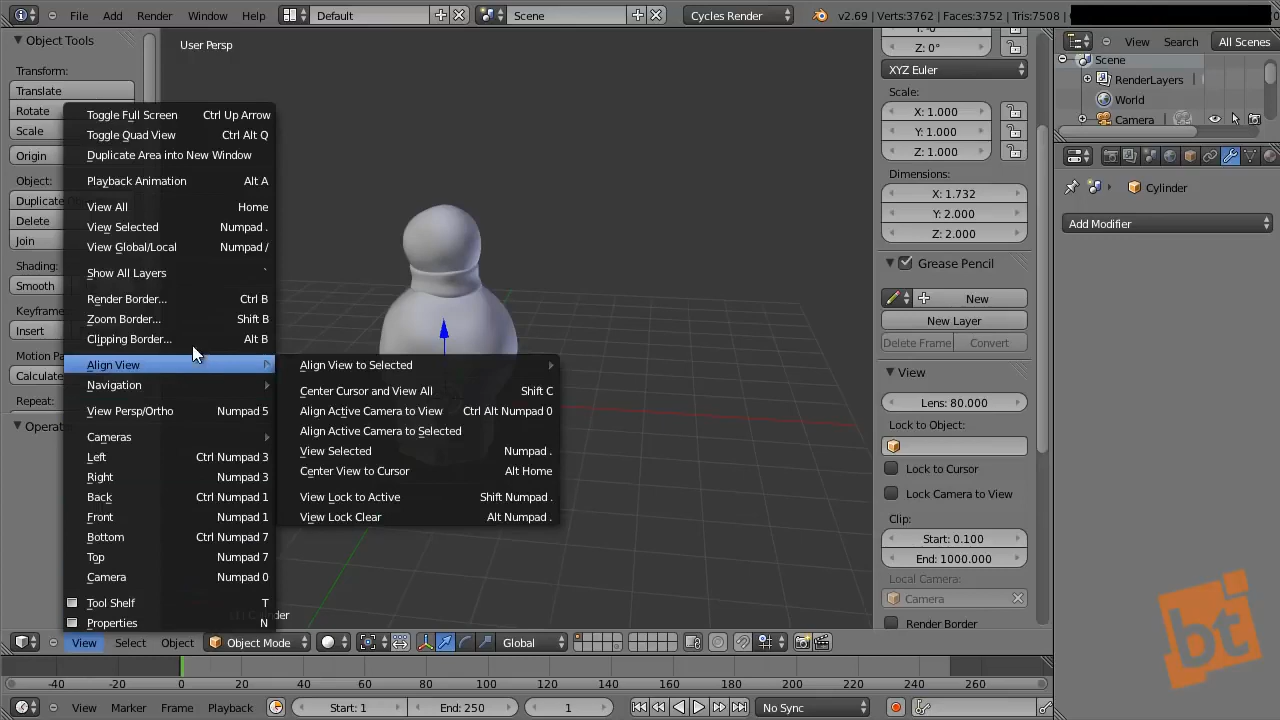 File Add Render Window Help Default Scene Cycles Render v2.69 | Verts:3762 | Faces:3752 | Tris:7508 |
Object Tools
Transform:
Translate
Rotate
Scale
Origin
Object:
Duplicate
Delete
Join
Shading:
Smooth
Keyframe
Insert
Motion Pa
Calculate
Repeat:
Operat
User Persp
Toggle Full Screen Ctrl Up Arrow
Toggle Quad View Ctrl Alt Q
Duplicate Area into New Window
Playback Animation Alt A
View All Home
View Selected Numpad .
View Global/Local Numpad /
Show All Layers `
Render Border... Ctrl B
Zoom Border... Shift B
Clipping Border... Alt B
Align View
Navigation
View Persp/Ortho Numpad 5
Cameras
Left Ctrl Numpad 3
Right Numpad 3
Back Ctrl Numpad 1
Front Numpad 1
Bottom Ctrl Numpad 7
Top Numpad 7
Camera Numpad 0
Tool Shelf T
Properties N
Align View to Selected
Center Cursor and View All Shift C
Align Active Camera to View Ctrl Alt Numpad 0
Align Active Camera to Selected
View Selected Numpad .
Center View to Cursor Alt Home
View Lock to Active Shift Numpad .
View Lock Clear Alt Numpad .
Z: 0°
XYZ Euler
Scale:
X: 1.000
Y: 1.000
Z: 1.000
Dimensions:
X: 1.732
Y: 2.000
Z: 2.000
Grease Pencil
New
New Layer
Delete Frame Convert
View
Lens: 80.000
Lock to Object:
Lock to Cursor
Lock Camera to View
Clip:
Start: 0.100
End: 1000.000
Local Camera:
Camera
Render Border
View Search All Scenes
Scene
RenderLayers
World
Camera
Cylinder
Add Modifier
View Select Object Object Mode Global
-40 -20 0 20 40 60 80 100 120 140 160 180 200 220 240 260
View Marker Frame Playback Start: 1 End: 250 1 No Sync
bt